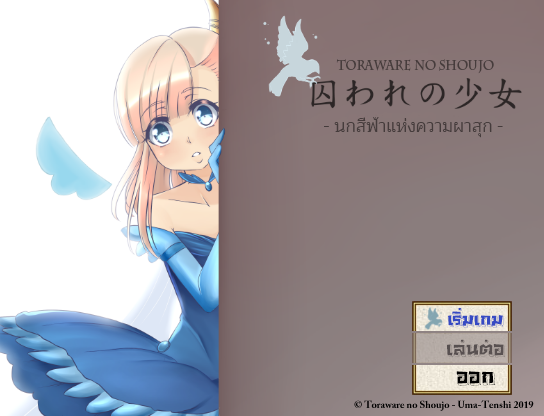 TORAWARE NO SHOUJO
囚われの少女
- นกสีฟ้าแห่งความผาสุก -
เริ่มเกม
เล่นต่อ
ออก
© Toraware no Shoujo - Uma-Tenshi 2019